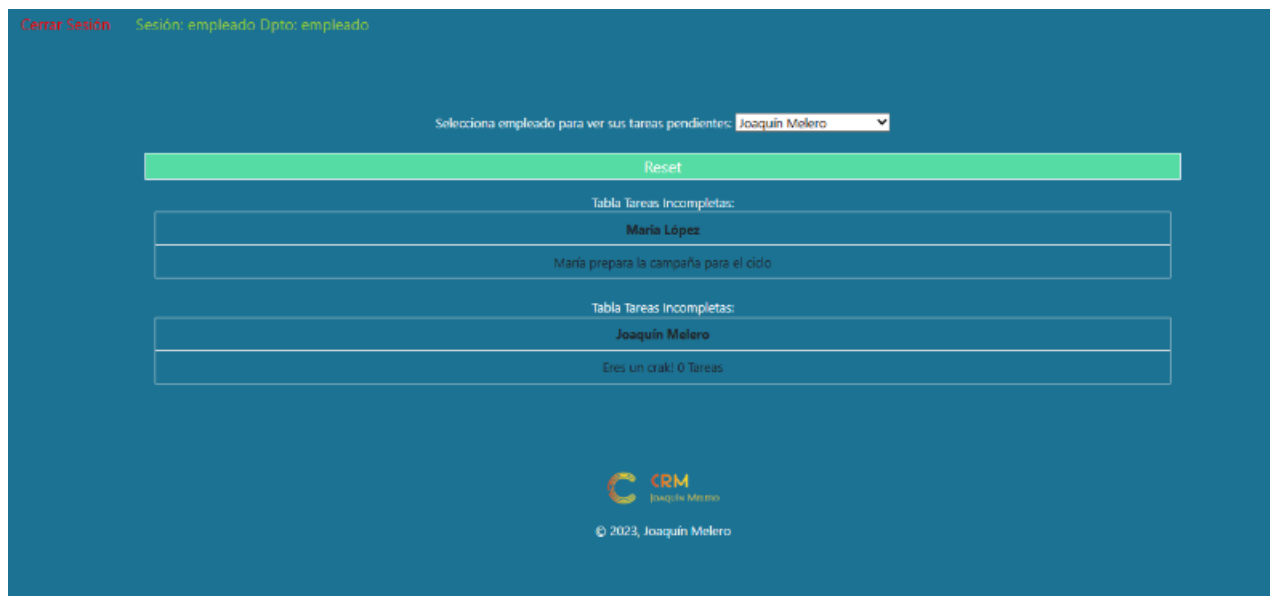 Cerrar Sesión Sesión: empleado Dpto: empleado
Selecciona empleado para ver sus tareas pendientes: Joaquín Melero
Reset
Tabla Tareas Incompletas:
María López
María prepara la campaña para el ciclo
Tabla Tareas Incompletas:
Joaquín Melero
Eres un crak! 0 Tareas
CRM
Joaquín Melero
© 2023, Joaquín Melero